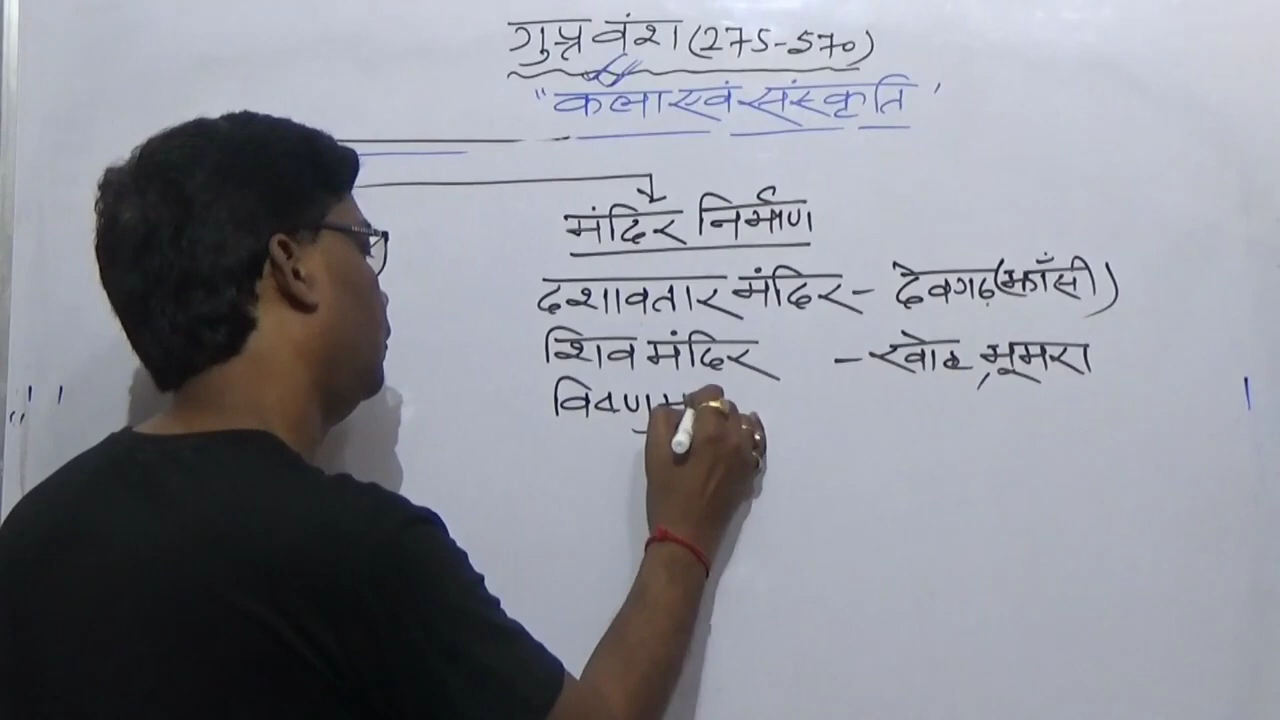 गुप्त वंश (275-570)
"कला एवं संस्कृति"
मंदिर निर्माण
दशावतार मंदिर - देवगढ़ (झाँसी)
शिव मंदिर - खोह, भूमरा
विष्णु